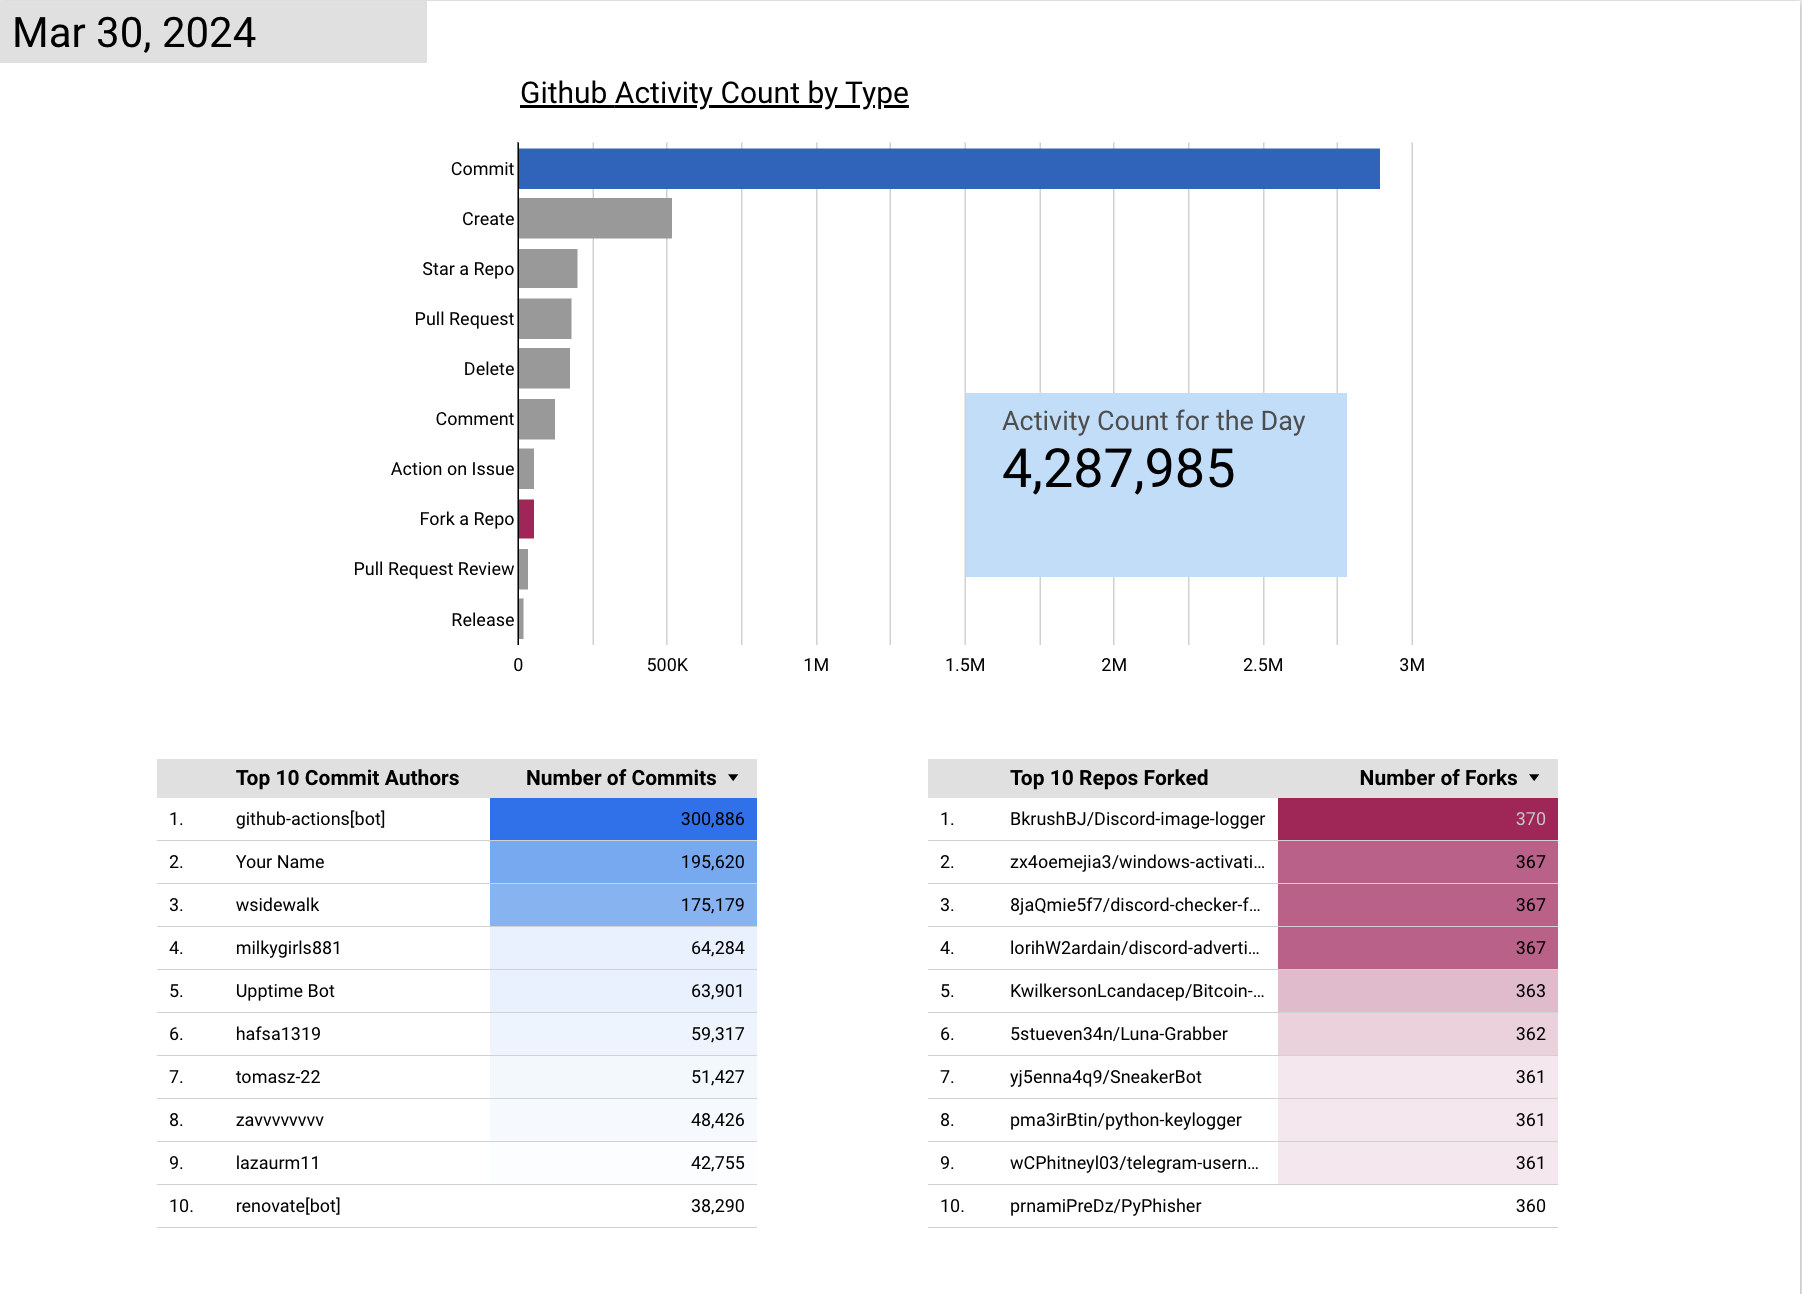 Mar 30, 2024
Github Activity Count by Type
Commit
Create
Star a Repo
Pull Request
Delete
Comment
Action on Issue
Fork a Repo
Pull Request Review
Release
Activity Count for the Day
4,287,985
0 500K 1M 1.5M 2M 2.5M 3M
Top 10 Commit Authors Number of Commits
1. github-actions[bot] 300,886
2. Your Name 195,620
3. wsidewalk 175,179
4. milkygirls881 64,284
5. Upptime Bot 63,901
6. hafsa1319 59,317
7. tomasz-22 51,427
8. zavvvvvvvv 48,426
9. lazaurm11 42,755
10. renovate[bot] 38,290
Top 10 Repos Forked Number of Forks
1. BkrushBJ/Discord-image-logger 370
2. zx4oemejia3/windows-activati... 367
3. 8jaQmie5f7/discord-checker-f... 367
4. lorihW2ardain/discord-adverti... 367
5. KwilkersonLcandacep/Bitcoin-... 363
6. 5stueven34n/Luna-Grabber 362
7. yj5enna4q9/SneakerBot 361
8. pma3irBtin/python-keylogger 361
9. wCPhitneyl03/telegram-usern... 361
10. prnamiPreDz/PyPhisher 360